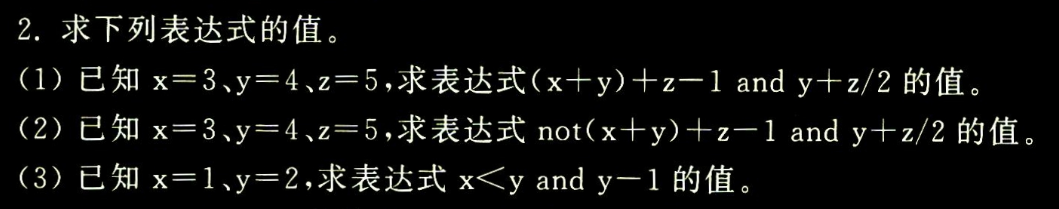 2. 求下列表达式的值。
(1) 已知 x=3、y=4、z=5,求表达式(x+y)+z-1 and y+z/2 的值。
(2) 已知 x=3、y=4、z=5,求表达式 not(x+y)+z-1 and y+z/2 的值。
(3) 已知 x=1、y=2,求表达式 x<y and y-1 的值。